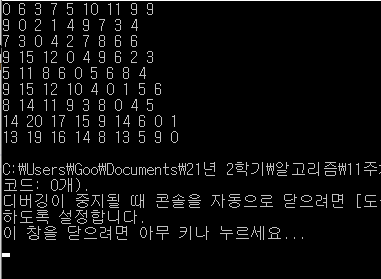 0 6 3 7 5 10 11 9 9
9 0 2 1 4 9 7 3 4
7 3 0 4 2 7 8 6 6
9 15 12 0 4 9 6 2 3
5 11 8 6 0 5 6 8 4
9 15 12 10 4 0 1 5 6
8 14 11 9 3 8 0 4 5
14 20 17 15 9 14 6 0 1
13 19 16 14 8 13 5 9 0
C:₩Users₩Goo₩Documents₩21년 2학기₩알고리즘₩11주
코드: 0개).
디버깅이 중지될 때 콘솔을 자동으로 닫으려면 [도
하도록 설정합니다.
이 창을 닫으려면 아무 키나 누르세요...